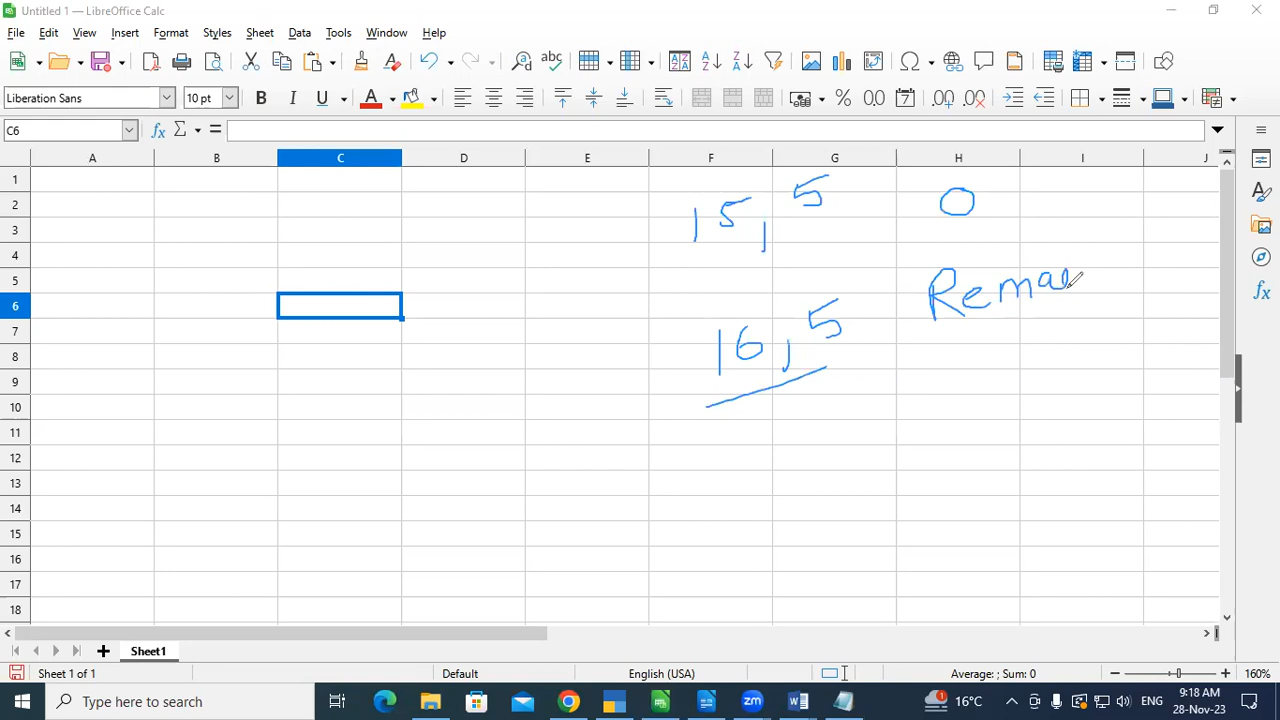 Untitled 1 — LibreOffice Calc
File Edit View Insert Format Styles Sheet Data Tools Window Help
Liberation Sans 10 pt
C6
A B C D E F G H I J
1
2
3
4
5
6
7
8
9
10
11
12
13
14
15
16
17
18
15, 5 0
Rema
16, 5
Sheet1
Sheet 1 of 1 Default English (USA) Average: ; Sum: 0 160%
Type here to search 16°C ENG 9:18 AM
28-Nov-23